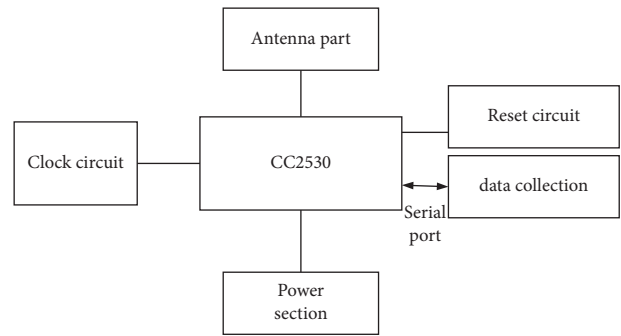 Antenna part
Reset circuit
Clock circuit
CC2530
data collection
Serial
port
Power
section